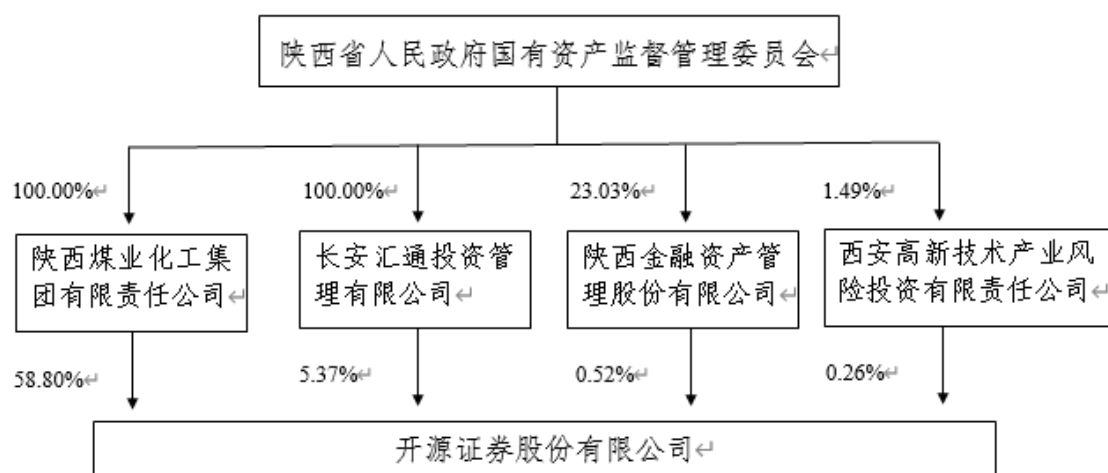 陕西省人民政府国有资产监督管理委员会↵
100.00%↵
100.00%↵
23.03%↵
1.49%↵
陕西煤业化工集
团有限责任公司↵
长安汇通投资管
理有限公司↵
陕西金融资产管
理股份有限公司↵
西安高新技术产业风
险投资有限责任公司↵
58.80%↵
5.37%↵
0.52%↵
0.26%↵
开源证券股份有限公司↵